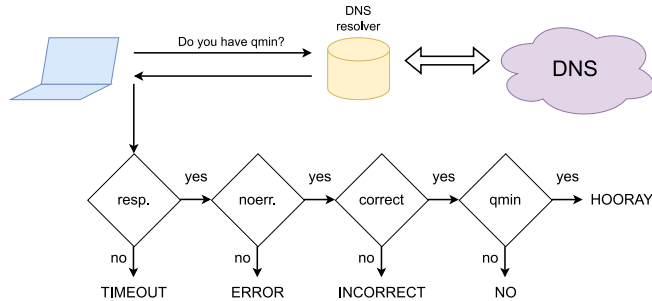 DNS
resolver
Do you have qmin?
DNS
yes
yes
yes
yes
resp.
noerr.
correct
qmin
HOORAY
no
no
no
no
TIMEOUT
ERROR
INCORRECT
NO